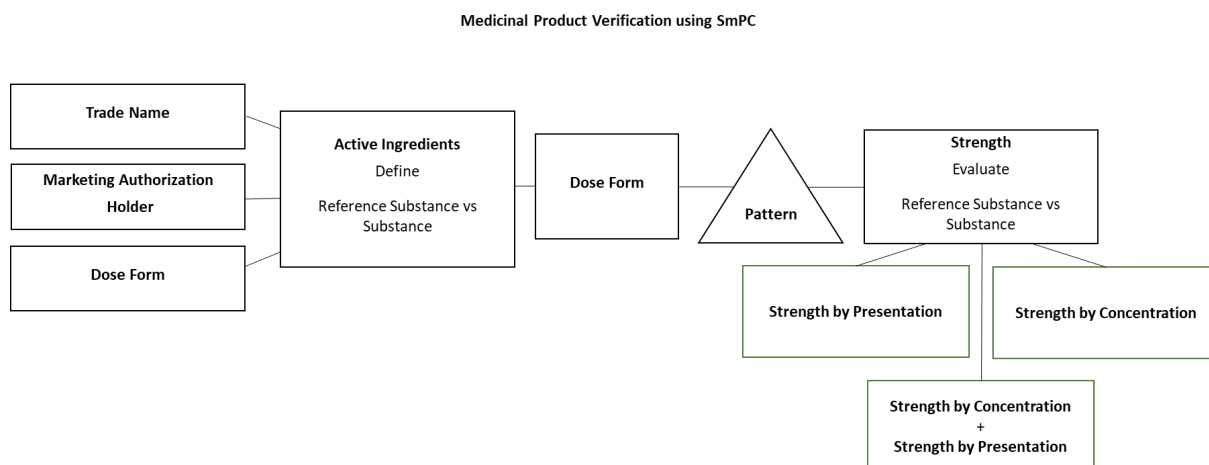 Medicinal Product Verification using SmPC
Trade Name
Marketing Authorization
Holder
Dose Form
Active Ingredients
Define
Reference Substance vs
Substance
Dose Form
Pattern
Strength
Evaluate
Reference Substance vs
Substance
Strength by Presentation
Strength by Concentration
Strength by Concentration
+
Strength by Presentation